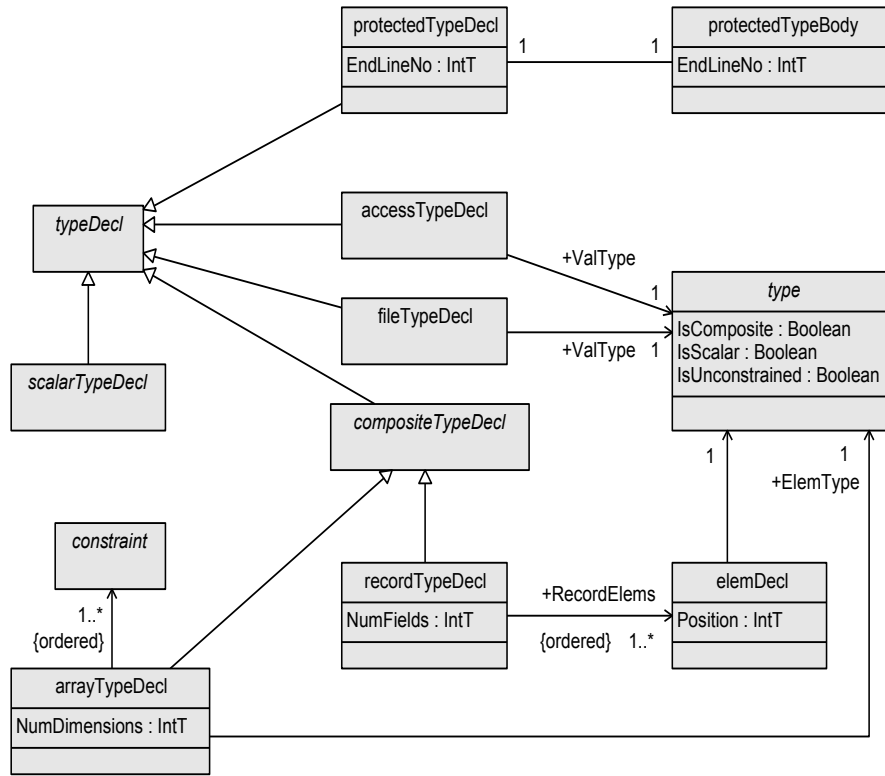 protectedTypeDecl
EndLineNo : IntT
1
1
protectedTypeBody
EndLineNo : IntT
typeDecl
accessTypeDecl
+ValType
1
type
IsComposite : Boolean
IsScalar : Boolean
IsUnconstrained : Boolean
fileTypeDecl
+ValType
1
scalarTypeDecl
compositeTypeDecl
1
1
+ElemType
constraint
1..*
{ordered}
recordTypeDecl
NumFields : IntT
+RecordElems
{ordered}
1..*
elemDecl
Position : IntT
arrayTypeDecl
NumDimensions : IntT